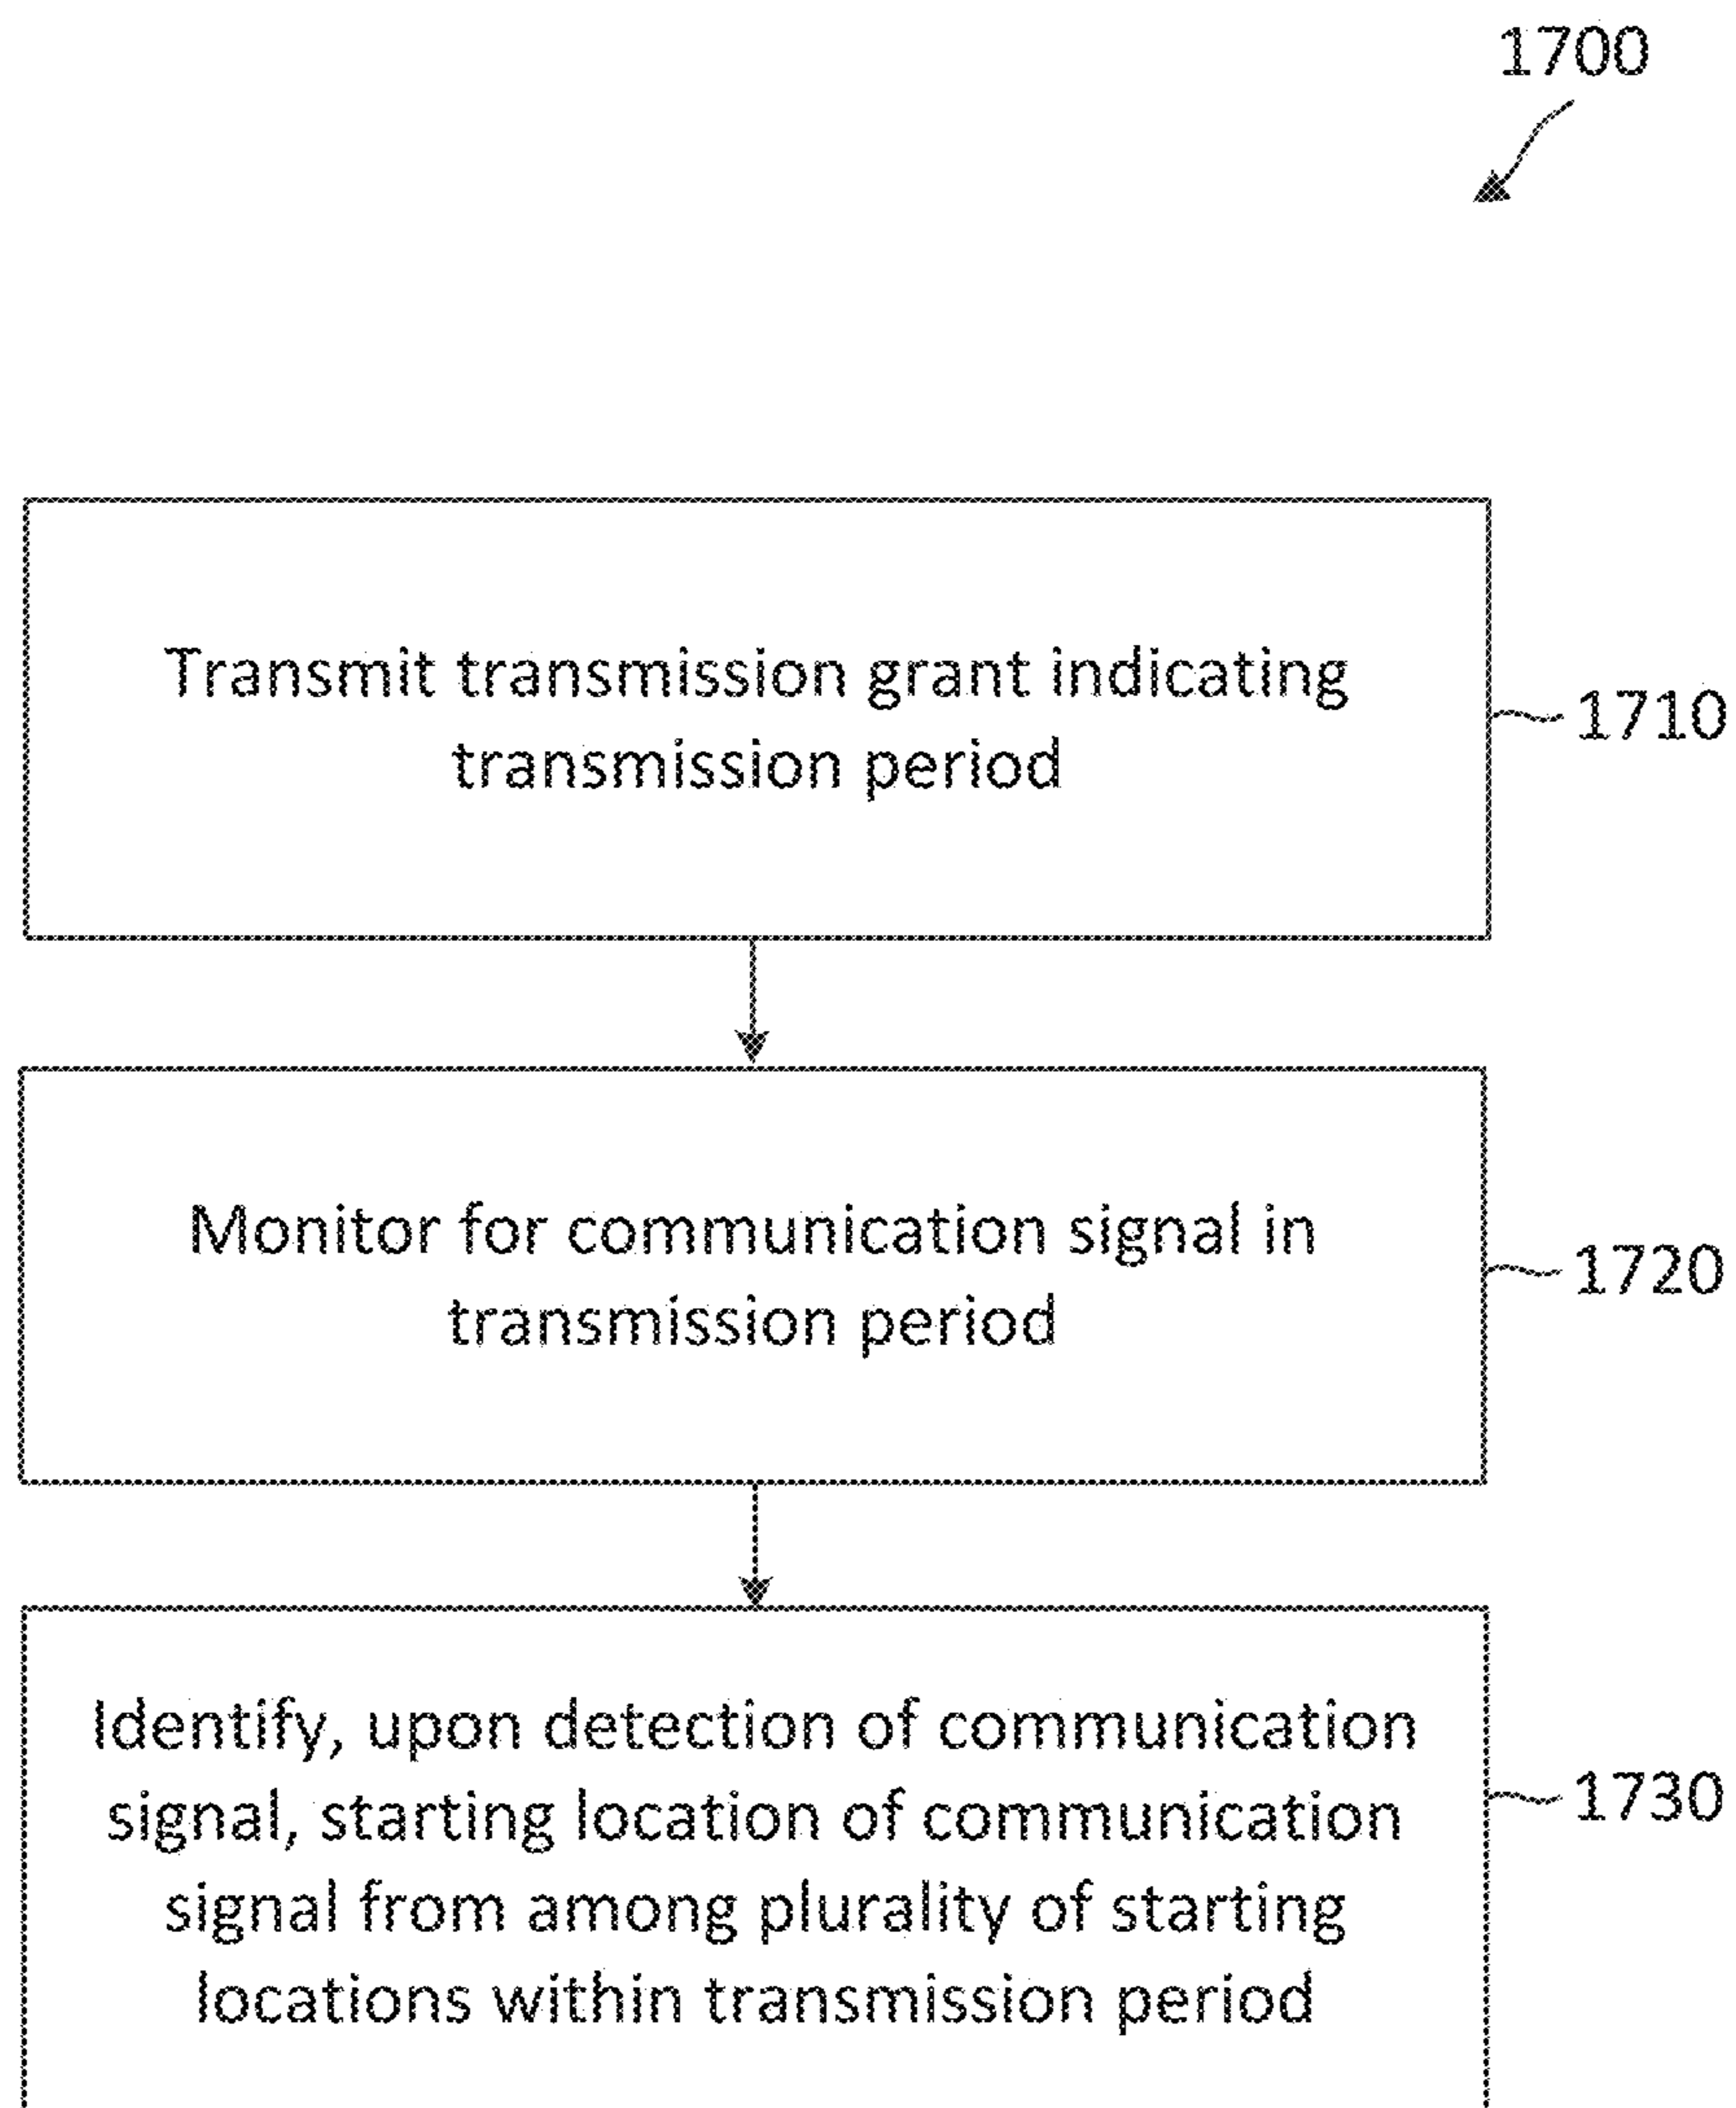 1700
Transmit transmission grant indicating
transmission period
1710
Monitor for communication signal in
transmission period
1720
Identify, upon detection of communication
signal, starting location of communication
signal from among plurality of starting
locations within transmission period
1730